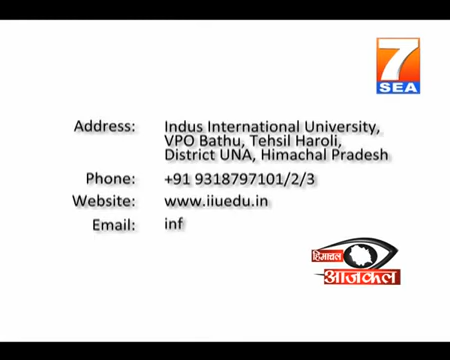 7
SEA
Address: Indus International University,
VPO Bathu, Tehsil Haroli,
District UNA, Himachal Pradesh
Phone: +91 9318797101/2/3
Website: www.iiuedu.in
Email: inf
हिमाचल
आजकल